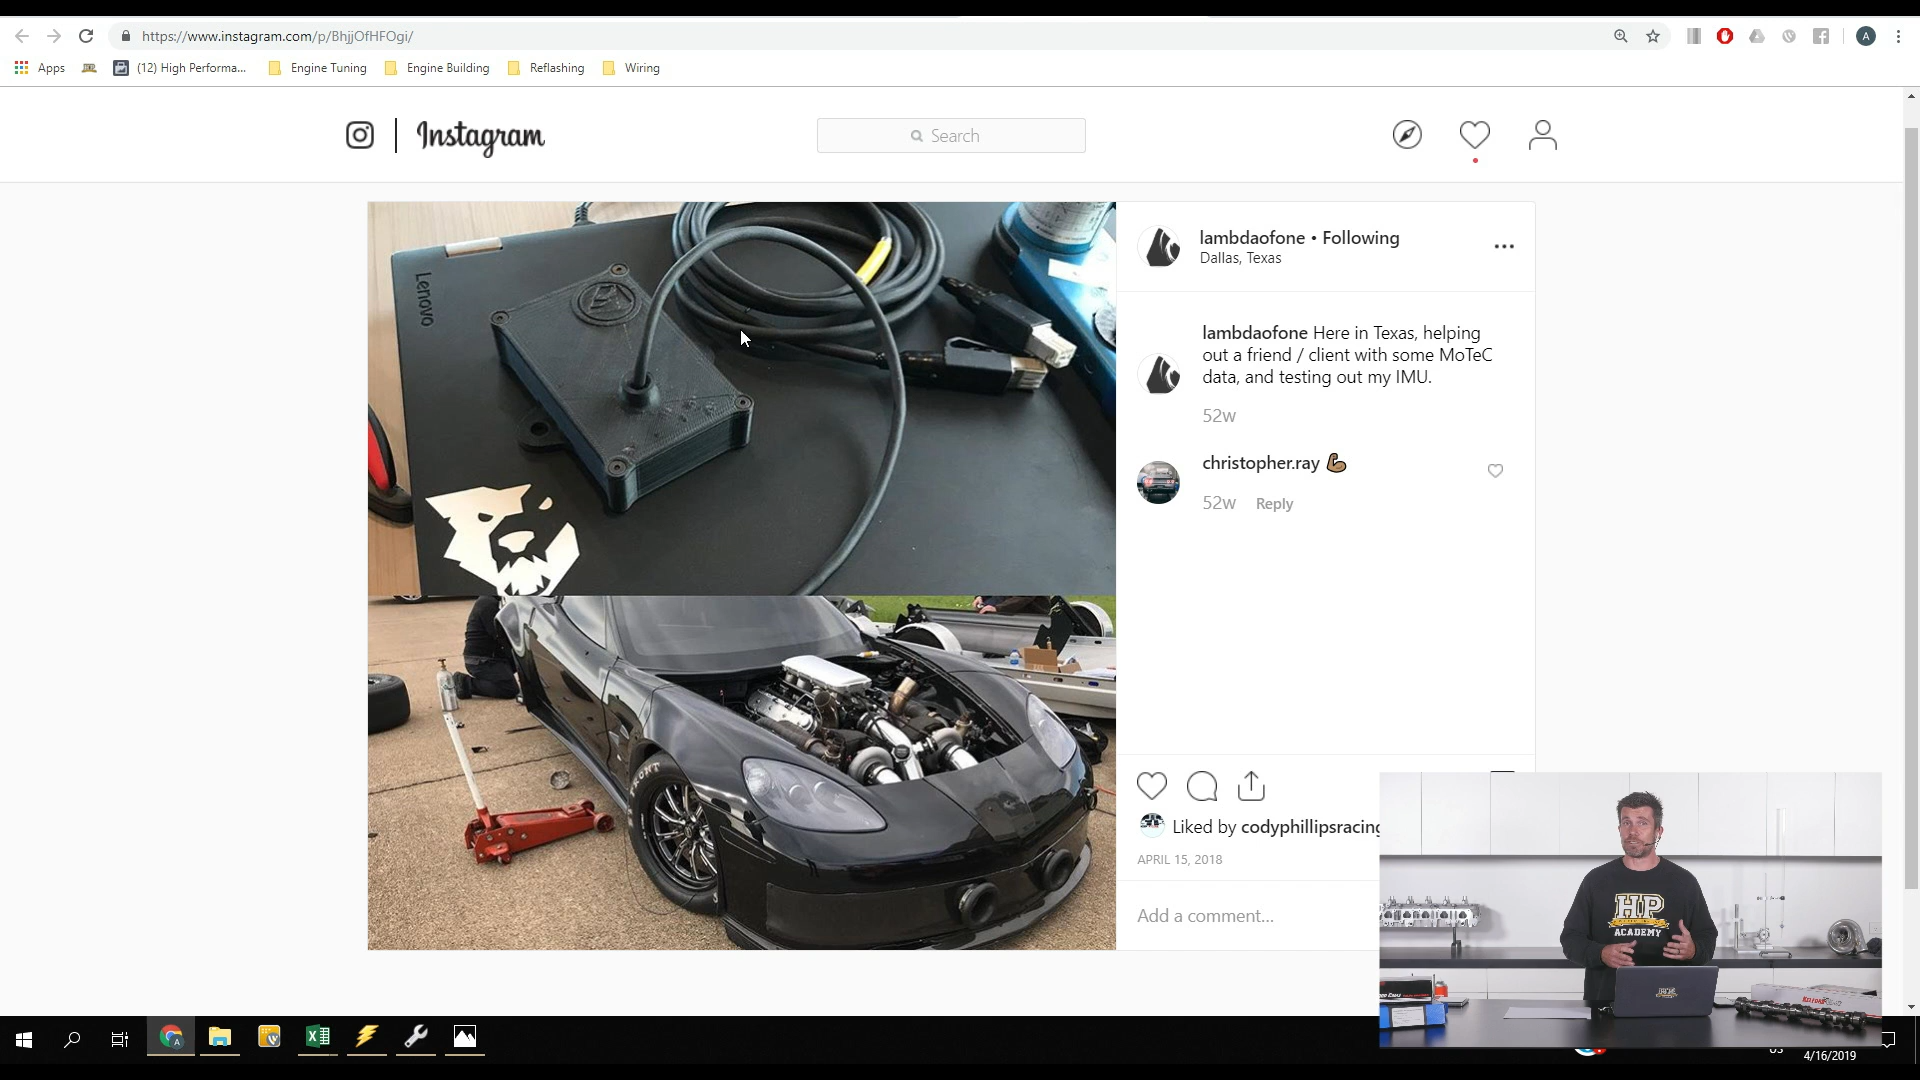 https://www.instagram.com/p/BhjjOfHFOgi/
A
Apps
(12) High Performa...
Engine Tuning
Engine Building
Reflashing
Wiring
Instagram
Search
lambdaofone • Following
Dallas, Texas
Lenovo
lambdaofone Here in Texas, helping
out a friend / client with some MoTeC
data, and testing out my IMU.
52w
christopher.ray 💪🏽
52w Reply
Liked by codyphillipsracing
APRIL 15, 2018
Add a comment...
HP
ACADEMY
4/16/2019